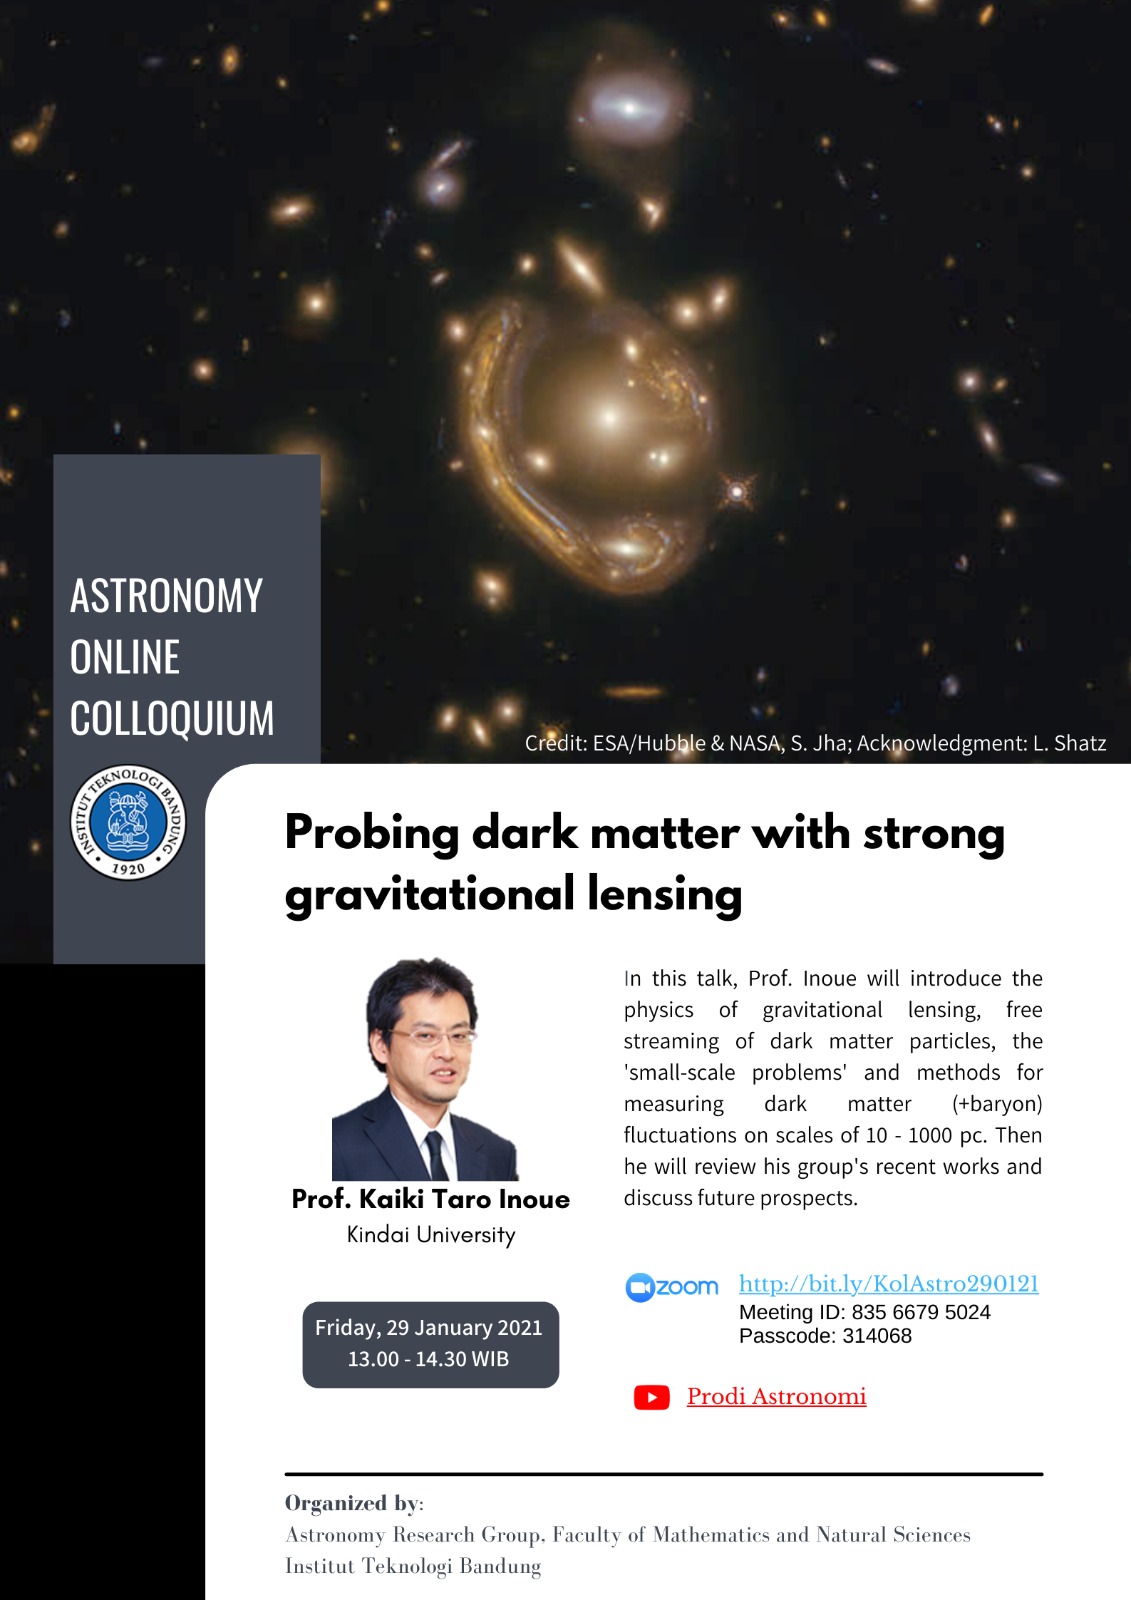 ASTRONOMY
ONLINE
COLLOQUIUM
INSTITUT TEKNOLOGI BANDUNG
1920
Credit: ESA/Hubble & NASA, S. Jha; Acknowledgment: L. Shatz
Probing dark matter with strong
gravitational lensing
Prof. Kaiki Taro Inoue
Kindai University
Friday, 29 January 2021
13.00 - 14.30 WIB
In this talk, Prof. Inoue will introduce the
physics of gravitational lensing, free
streaming of dark matter particles, the
'small-scale problems' and methods for
measuring dark matter (+baryon)
fluctuations on scales of 10 - 1000 pc. Then
he will review his group's recent works and
discuss future prospects.
zoom
http://bit.ly/KolAstro290121
Meeting ID: 835 6679 5024
Passcode: 314068
Prodi Astronomi
Organized by:
Astronomy Research Group, Faculty of Mathematics and Natural Sciences
Institut Teknologi Bandung